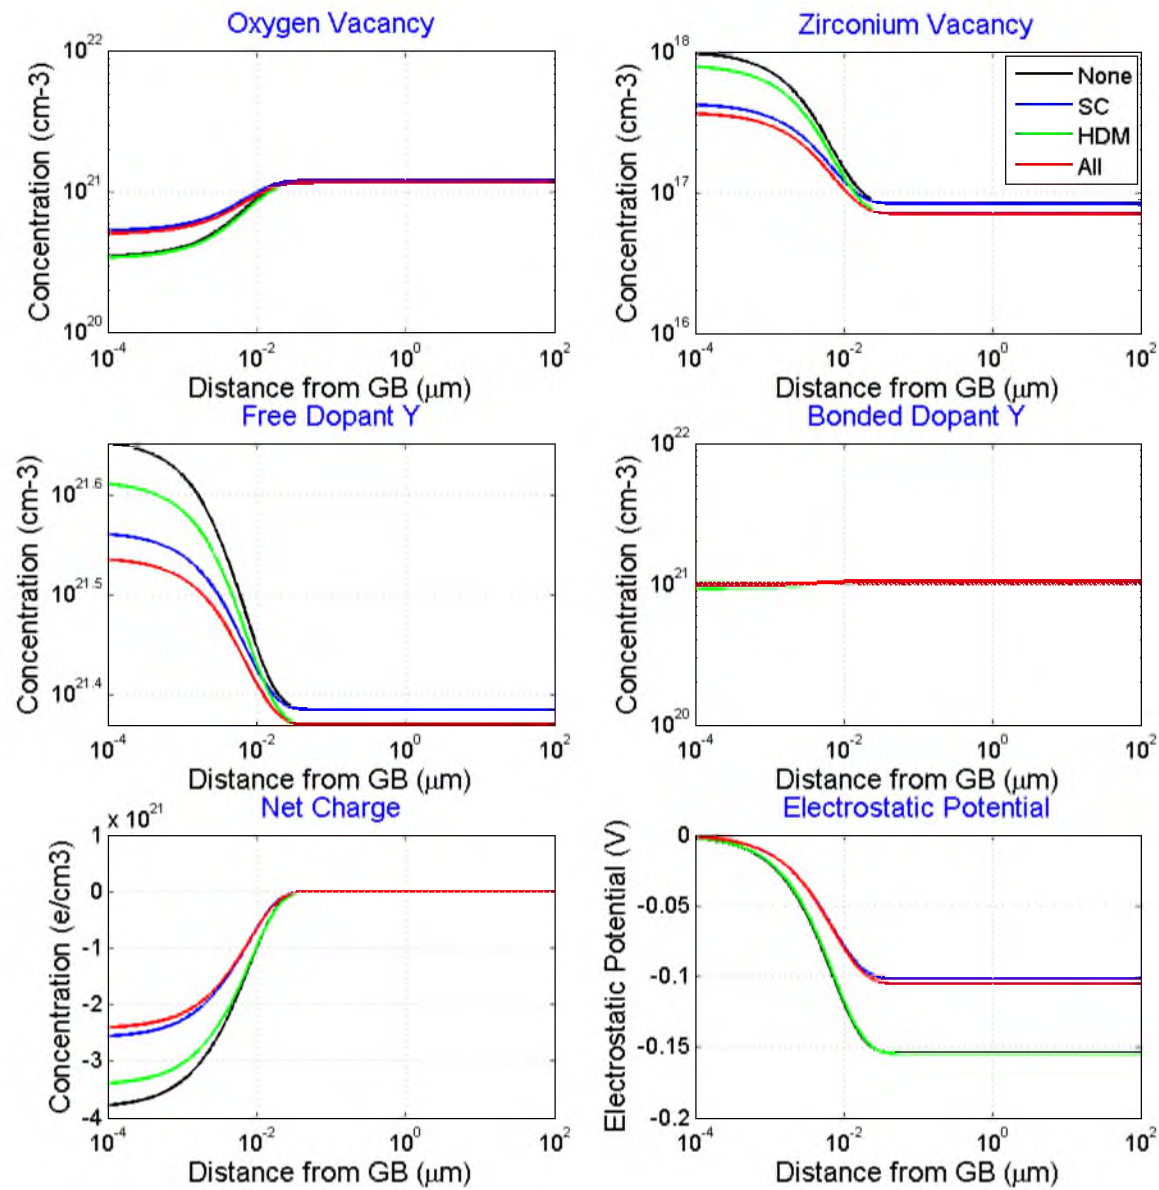 Oxygen Vacancy
Concentration (cm-3)
10^22
10^21
10^20
10^-4
10^-2
10^0
10^2
Distance from GB (μm)
Zirconium Vacancy
Concentration (cm-3)
10^18
10^17
10^16
None
SC
HDM
All
10^-4
10^-2
10^0
10^2
Distance from GB (μm)
Free Dopant Y
Concentration (cm-3)
10^21.6
10^21.5
10^21.4
10^-4
10^-2
10^0
10^2
Distance from GB (μm)
Bonded Dopant Y
Concentration (cm-3)
10^22
10^21
10^20
10^-4
10^-2
10^0
10^2
Distance from GB (μm)
Net Charge
x 10^21
Concentration (e/cm3)
1
0
-1
-2
-3
-4
10^-4
10^-2
10^0
10^2
Distance from GB (μm)
Electrostatic Potential
Electrostatic Potential (V)
0
-0.05
-0.1
-0.15
-0.2
10^-4
10^-2
10^0
10^2
Distance from GB (μm)